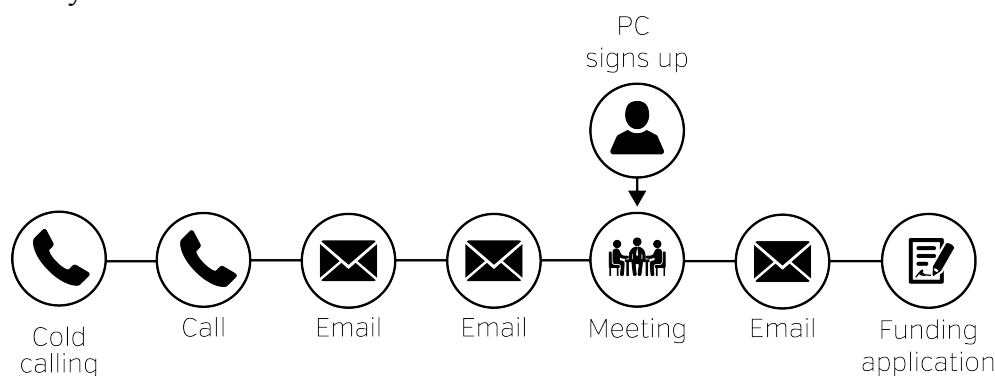 PC
signs up
Cold
calling
Call
Email
Email
Meeting
Email
Funding
application